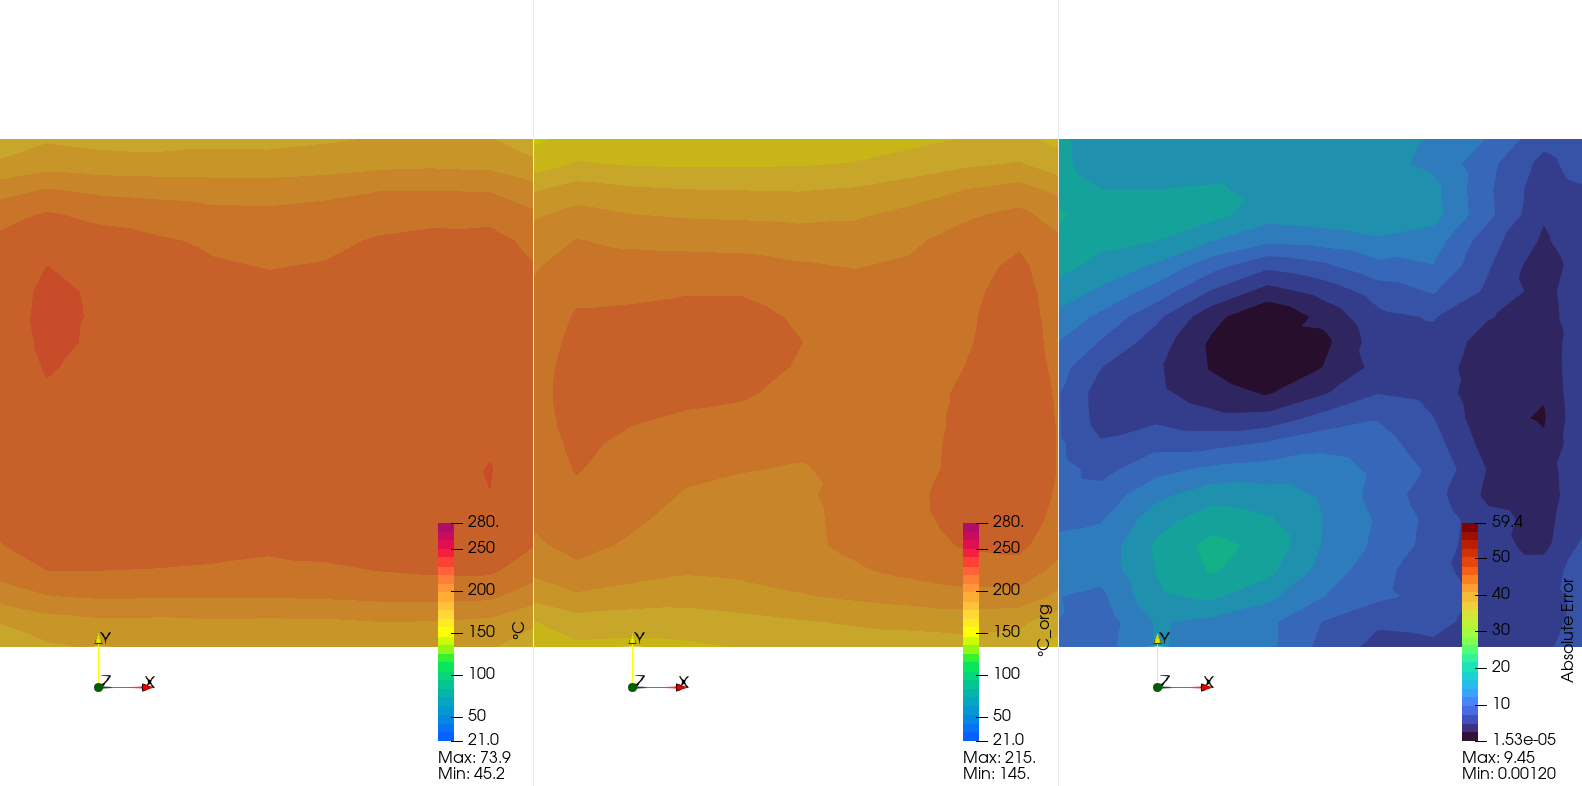 280.
250
200
150
100
50
21.0
°C
Max: 73.9
Min: 45.2
Y
Z
X
280.
250
200
150
100
50
21.0
°C_org
Max: 215.
Min: 145.
Y
Z
X
59.4
50
40
30
20
10
1.53e-05
Absolute Error
Max: 9.45
Min: 0.00120
Y
Z
X